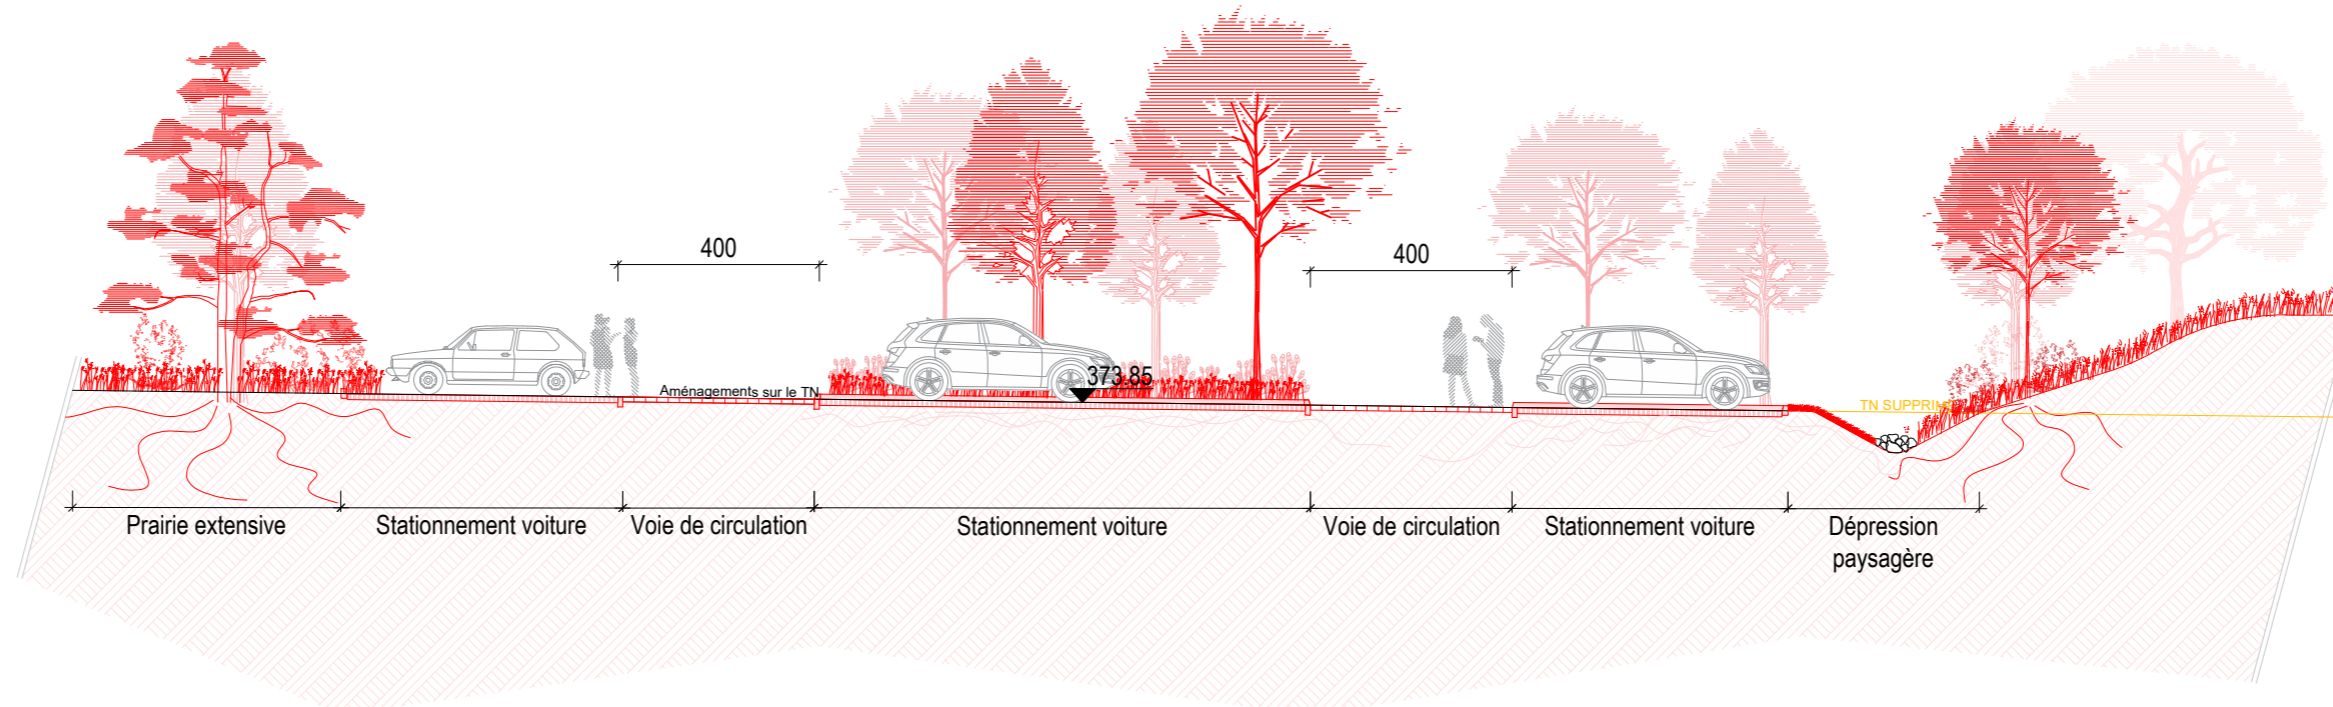 400
400
373.85
Aménagements sur le TN
TN SUPPRIM
Prairie extensive
Stationnement voiture
Voie de circulation
Stationnement voiture
Voie de circulation
Stationnement voiture
Dépression
paysagère